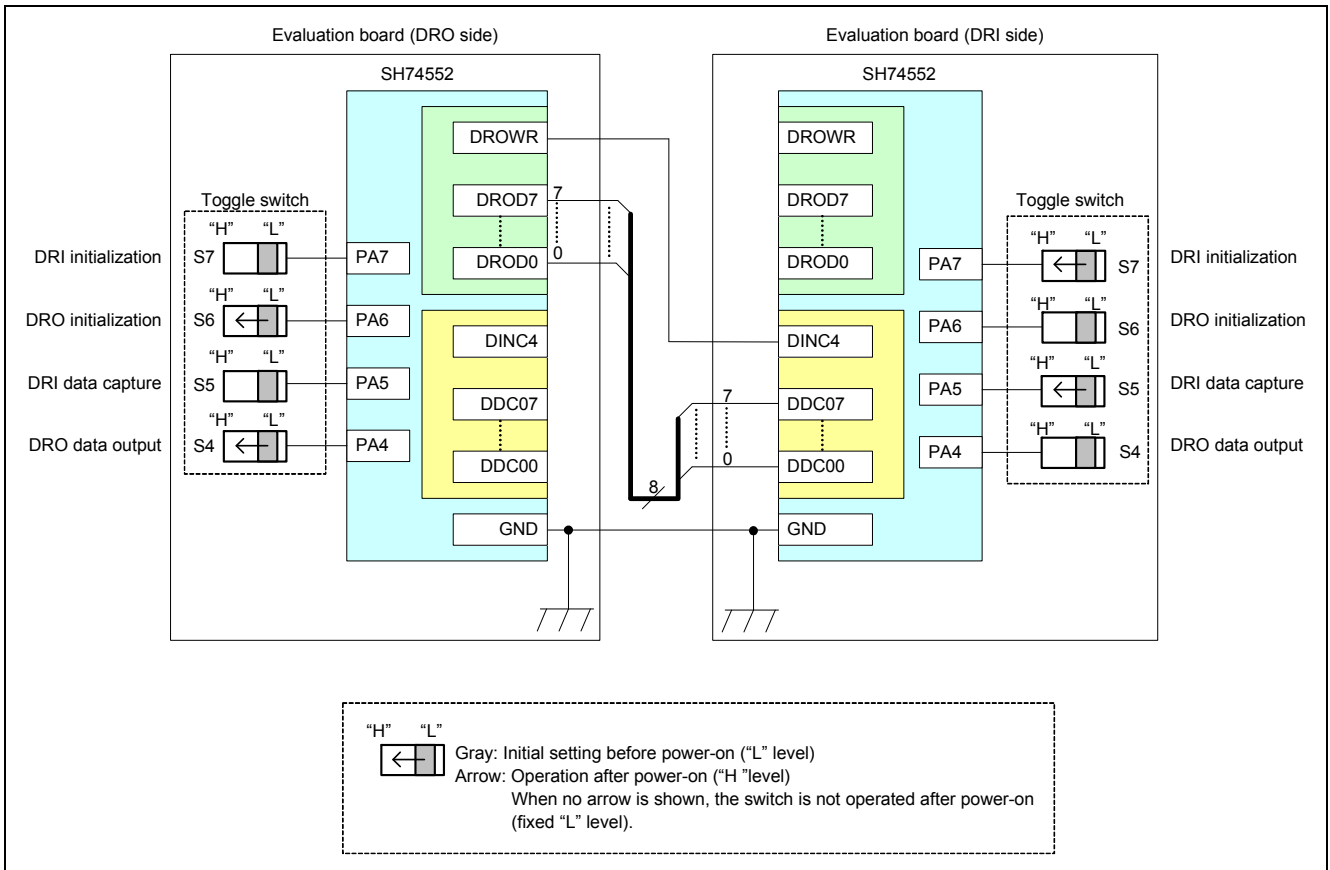 Evaluation board (DRO side)
SH74552
DROWR
DROD7
7
DROD0
0
DINC4
DDC07
DDC00
GND
Toggle switch
“H” “L”
DRI initialization S7 PA7
“H” “L”
DRO initialization S6 PA6
“H” “L”
DRI data capture S5 PA5
“H” “L”
DRO data output S4 PA4
8
Evaluation board (DRI side)
SH74552
DROWR
DROD7
DROD0
DINC4
7
DDC07
0
DDC00
GND
Toggle switch
“H” “L”
PA7 S7 DRI initialization
“H” “L”
PA6 S6 DRO initialization
“H” “L”
PA5 S5 DRI data capture
“H” “L”
PA4 S4 DRO data output
“H” “L”
Gray: Initial setting before power-on (“L” level)
Arrow: Operation after power-on (“H ”level)
When no arrow is shown, the switch is not operated after power-on
(fixed “L” level).